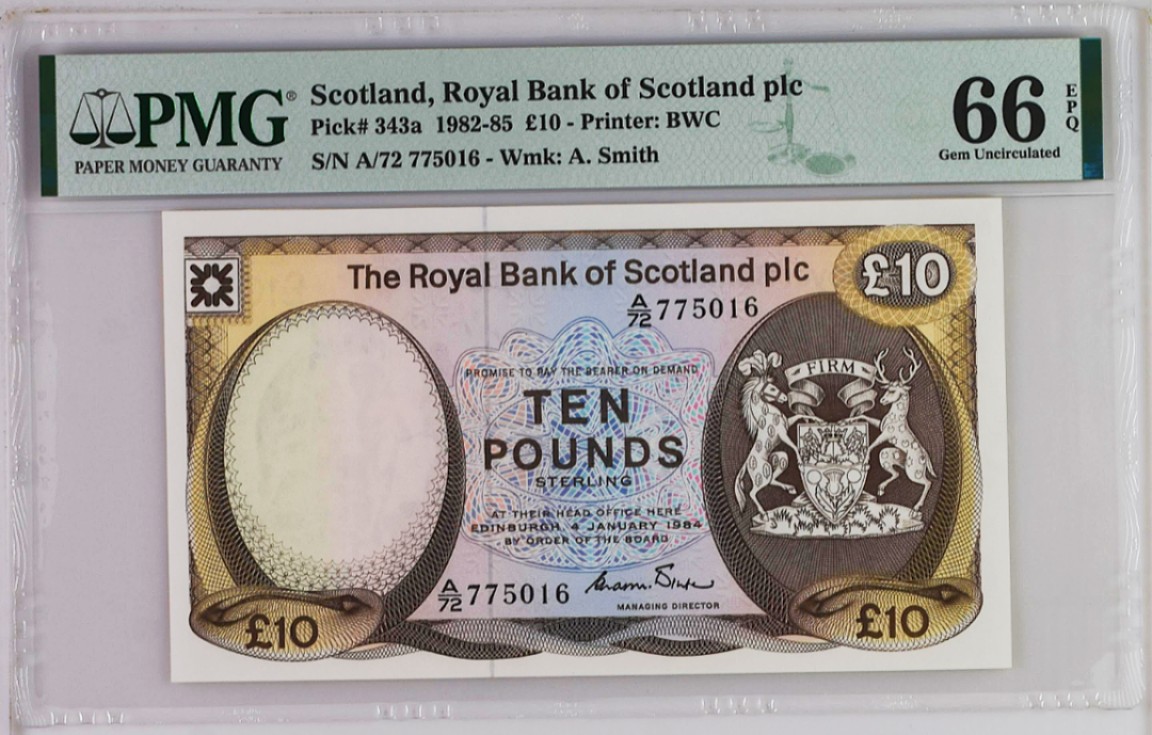 PMG®
PAPER MONEY GUARANTY
Scotland, Royal Bank of Scotland plc
Pick# 343a 1982-85 £10 - Printer: BWC
S/N A/72 775016 - Wmk: A. Smith
66
EPQ
Gem Uncirculated
The Royal Bank of Scotland plc
£10
A/72 775016
FIRM
PROMISE TO PAY THE BEARER ON DEMAND
TEN
POUNDS
STERLING
AT THEIR HEAD OFFICE HERE
EDINBURGH, 4 JANUARY 1984
BY ORDER OF THE BOARD
A/72 775016
MANAGING DIRECTOR
£10
£10